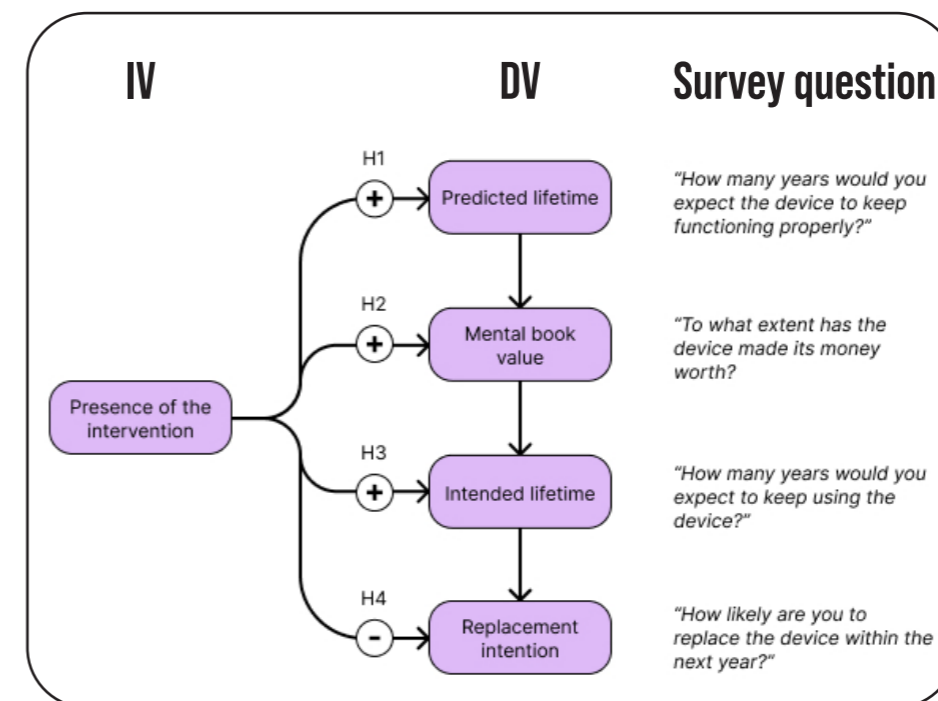 IV
DV
Survey question
H1
+
Predicted lifetime
“How many years would you
expect the device to keep
functioning properly?”
H2
+
Mental book
value
“To what extent has the
device made its money
worth?
Presence of the
intervention
H3
+
Intended lifetime
“How many years would you
expect to keep using the
device?”
H4
-
Replacement
intention
“How likely are you to
replace the device within the
next year?”